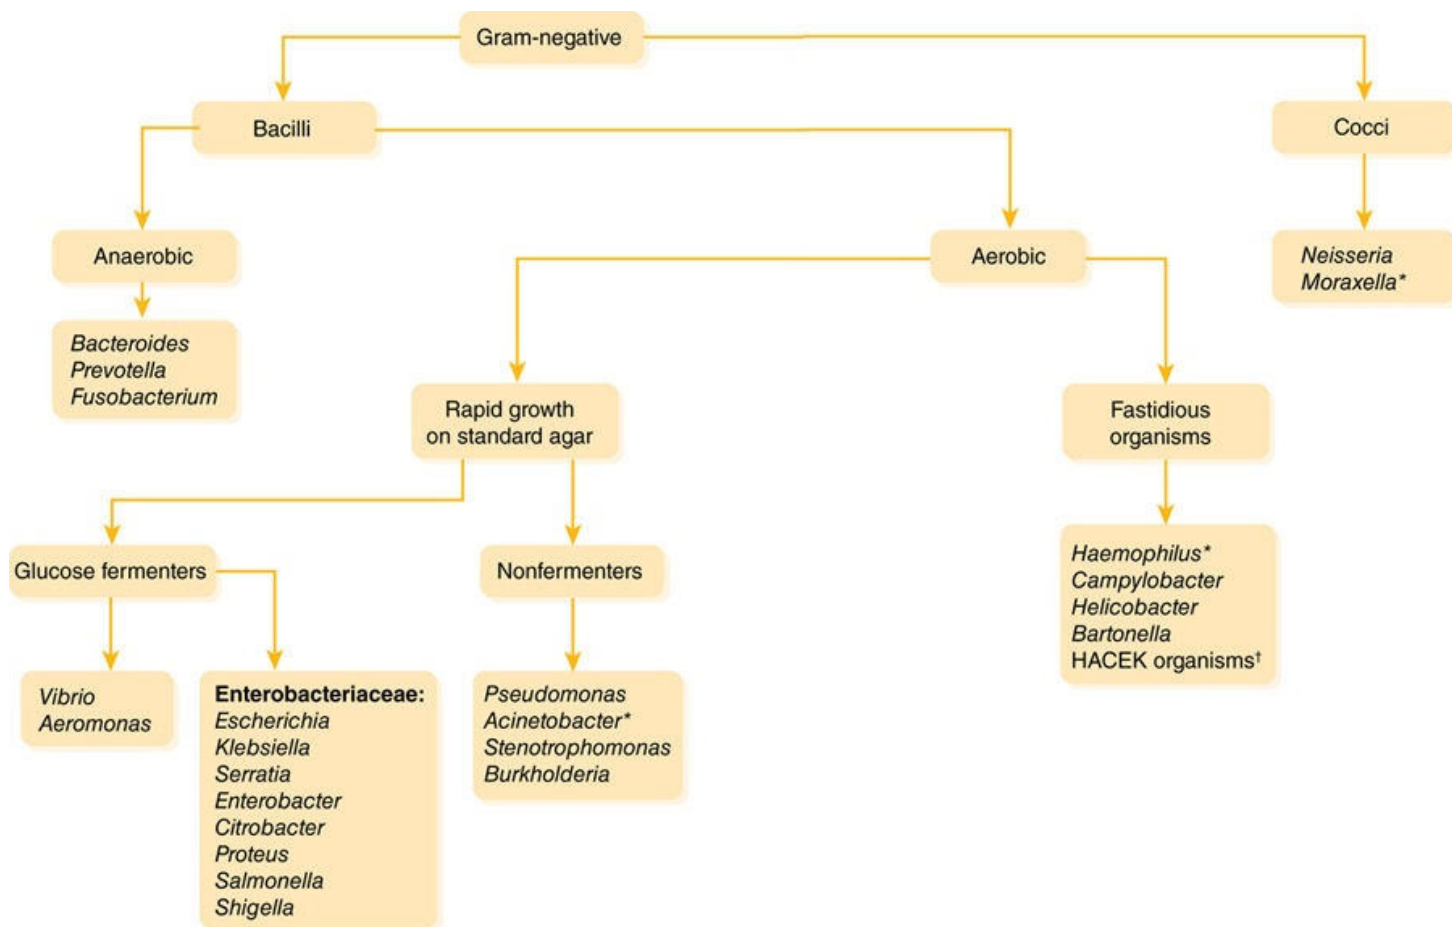 Gram-negative
Bacilli
Cocci
Anaerobic
Aerobic
Neisseria
Moraxella*
Bacteroides
Prevotella
Fusobacterium
Rapid growth
on standard agar
Fastidious
organisms
Glucose fermenters
Nonfermenters
Haemophilus*
Campylobacter
Helicobacter
Bartonella
HACEK organisms†
Vibrio
Aeromonas
Enterobacteriaceae:
Escherichia
Klebsiella
Serratia
Enterobacter
Citrobacter
Proteus
Salmonella
Shigella
Pseudomonas
Acinetobacter*
Stenotrophomonas
Burkholderia